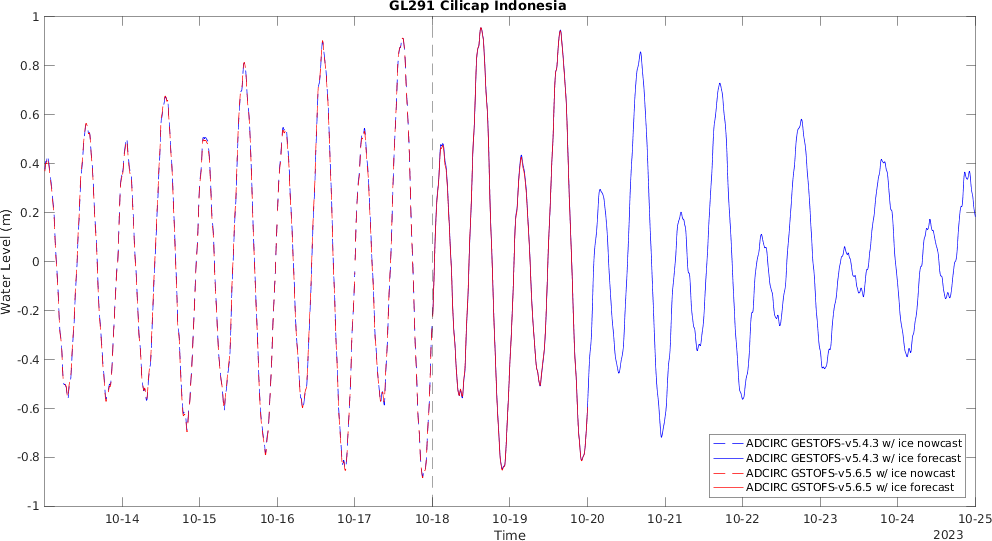 GL291 Cilicap Indonesia
1
0.8
0.6
0.4
0.2
0
-0.2
-0.4
-0.6
-0.8
-1
Water Level (m)
ADCIRC GESTOFS-v5.4.3 w/ ice nowcast
ADCIRC GESTOFS-v5.4.3 w/ ice forecast
ADCIRC GSTOFS-v5.6.5 w/ ice nowcast
ADCIRC GSTOFS-v5.6.5 w/ ice forecast
10-14 10-15 10-16 10-17 10-18 10-19 10-20 10-21 10-22 10-23 10-24 10-25
Time
2023